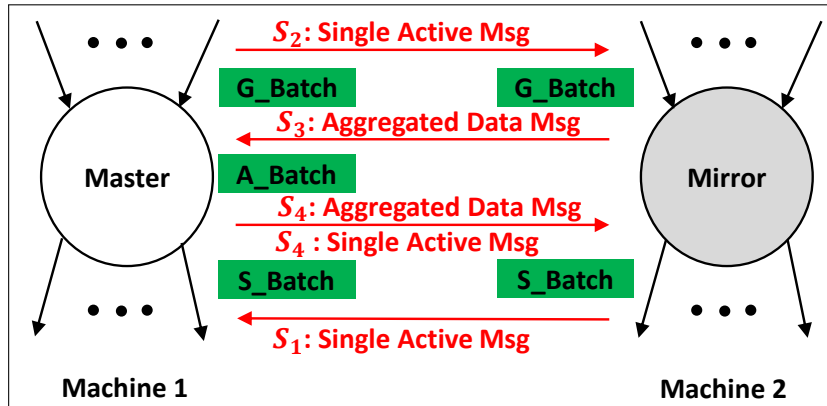 S₂: Single Active Msg
G_Batch G_Batch
S₃: Aggregated Data Msg
Master A_Batch Mirror
S₄: Aggregated Data Msg
S₄ : Single Active Msg
S_Batch S_Batch
S₁: Single Active Msg
Machine 1 Machine 2